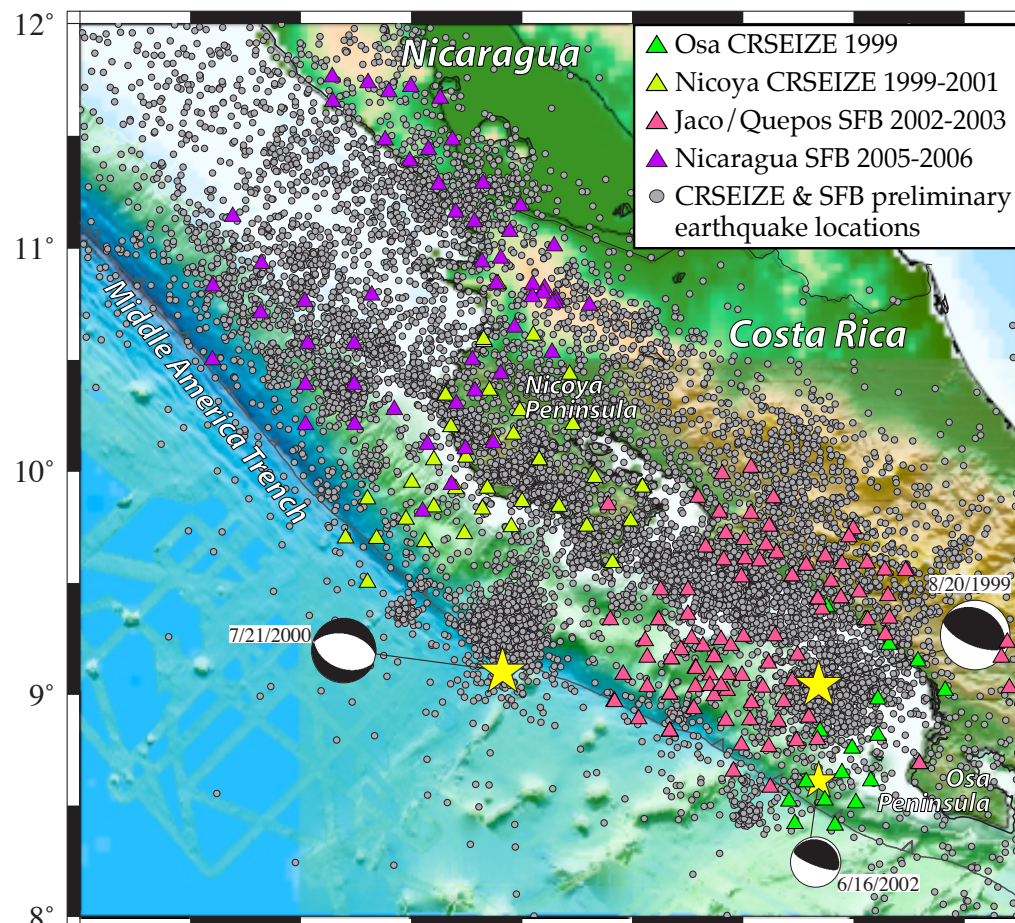 12°
Nicaragua
Osa CRSEIZE 1999
Nicoya CRSEIZE 1999-2001
Jaco/Quepos SFB 2002-2003
Nicaragua SFB 2005-2006
CRSEIZE & SFB preliminary
earthquake locations
11°
Middle America Trench
Costa Rica
Nicoya
Peninsula
10°
8/20/1999
7/21/2000
9°
Osa
Peninsula
6/16/2002
8°